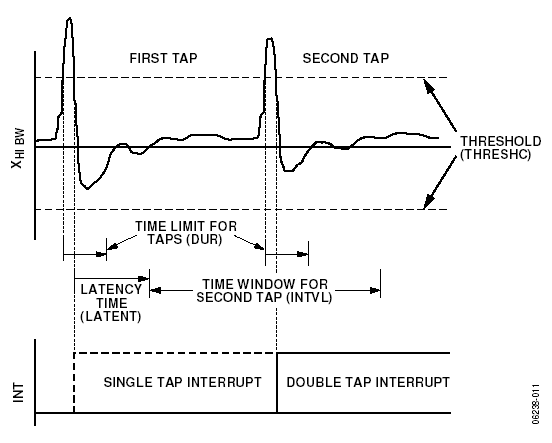 FIRST TAP
SECOND TAP
XHI BW
THRESHOLD
(THRESHC)
TIME LIMIT FOR
TAPS (DUR)
LATENCY
TIME
(LATENT)
TIME WINDOW FOR
SECOND TAP (INTVL)
INT
SINGLE TAP INTERRUPT
DOUBLE TAP INTERRUPT
06239-011